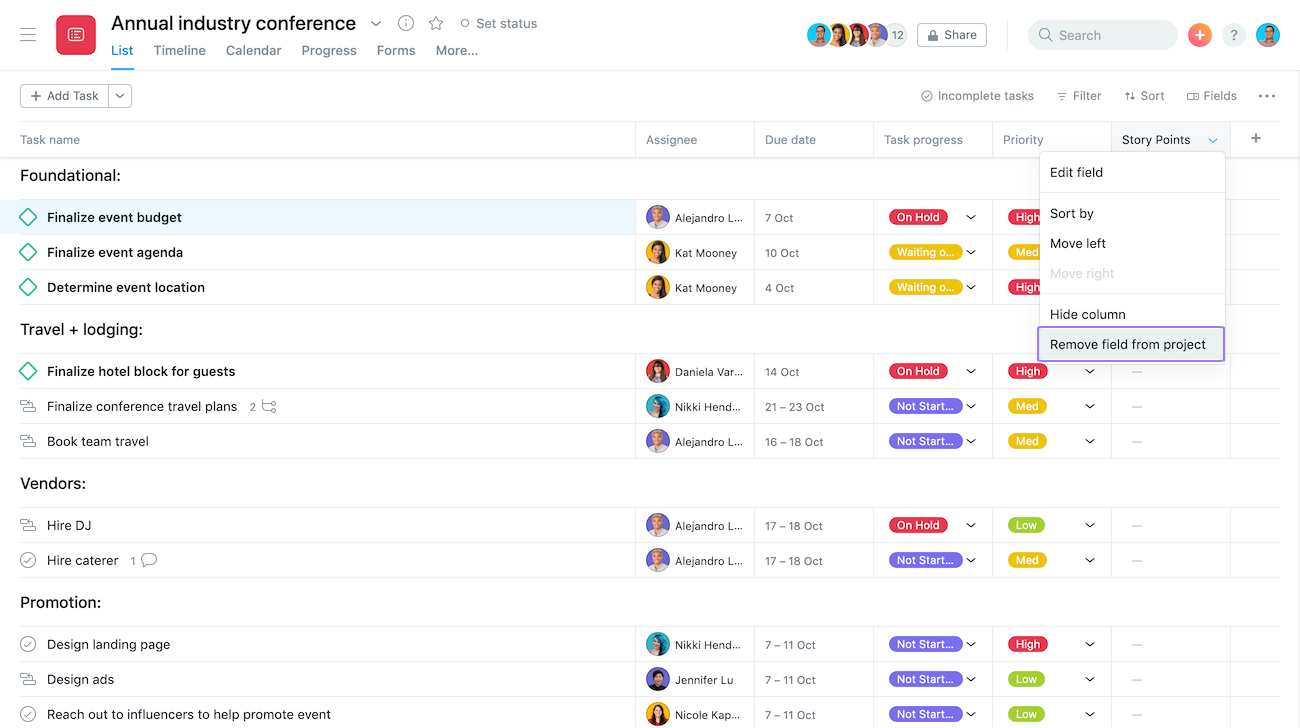 Annual industry conference
Set status
List Timeline Calendar Progress Forms More...
12
Share
Search
?
Add Task
Incomplete tasks Filter Sort Fields
Task name Assignee Due date Task progress Priority Story Points
Edit field
Sort by
Move left
Move right
Hide column
Remove field from project
Foundational:
Finalize event budget Alejandro L... 7 Oct On Hold High
Finalize event agenda Kat Mooney 10 Oct Waiting o... Med
Determine event location Kat Mooney 4 Oct Waiting o... High
Travel + lodging:
Finalize hotel block for guests Daniela Var... 14 Oct On Hold High —
Finalize conference travel plans 2 Nikki Hend... 21 – 23 Oct Not Start... Med —
Book team travel Alejandro L... 16 – 18 Oct Not Start... Med —
Vendors:
Hire DJ Alejandro L... 17 – 18 Oct On Hold Low —
Hire caterer 1 Alejandro L... 17 – 18 Oct Not Start... Med —
Promotion:
Design landing page Nikki Hend... 7 – 11 Oct Not Start... High —
Design ads Jennifer Lu 7 – 11 Oct Not Start... Low —
Reach out to influencers to help promote event Nicole Kap... 7 – 11 Oct Not Start... Low —